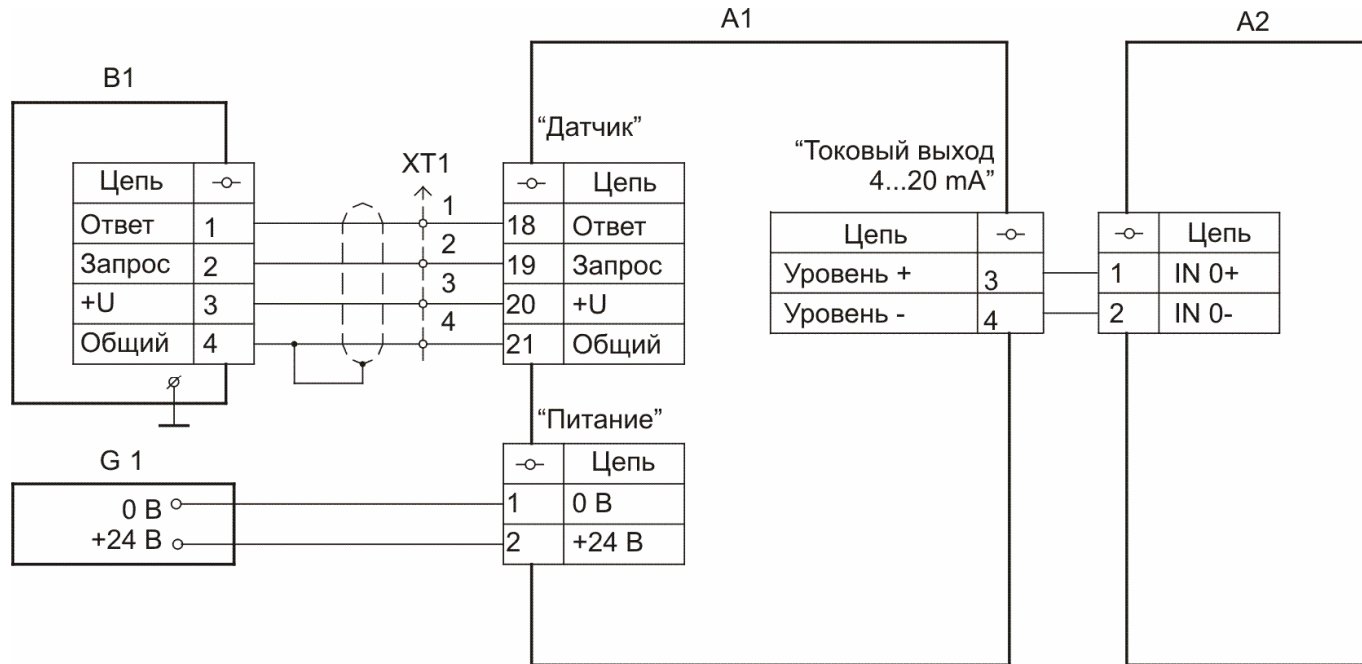 A1
A2
B1
“Датчик”
“Токовый выход
4...20 mA”
XT1
Цепь
Ответ 1
Запрос 2
+U 3
Общий 4
1
2
3
4
Цепь
18 Ответ
19 Запрос
20 +U
21 Общий
Цепь
Уровень + 3
Уровень - 4
Цепь
1 IN 0+
2 IN 0-
“Питание”
Цепь
1 0 В
2 +24 В
G 1
0 В
+24 В